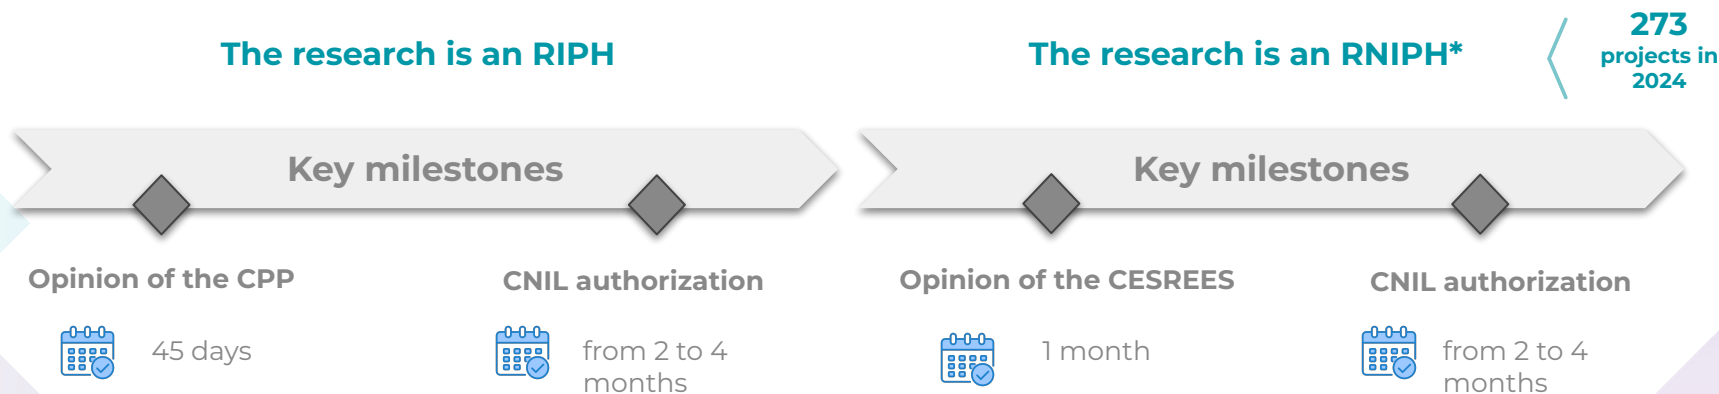 The research is an RIPH
Key milestones
Opinion of the CPP
45 days
CNIL authorization
from 2 to 4
months
The research is an RNIPH*
273
projects in
2024
Key milestones
Opinion of the CESREES
1 month
CNIL authorization
from 2 to 4
months